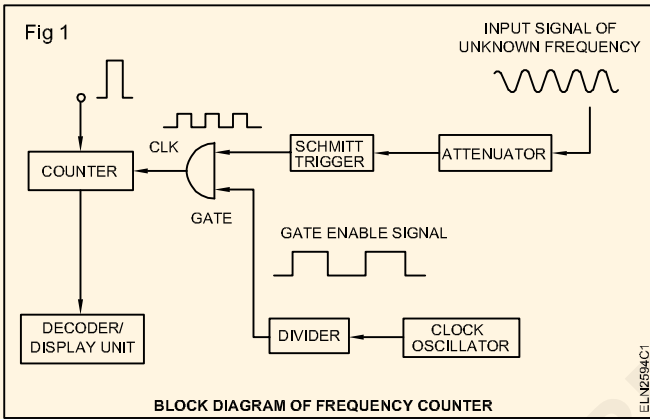 Fig 1
INPUT SIGNAL OF
UNKNOWN FREQUENCY
CLK
SCHMITT
TRIGGER
ATTENUATOR
COUNTER
GATE
GATE ENABLE SIGNAL
DECODER/
DISPLAY UNIT
DIVIDER
CLOCK
OSCILLATOR
BLOCK DIAGRAM OF FREQUENCY COUNTER
ELN2594C1